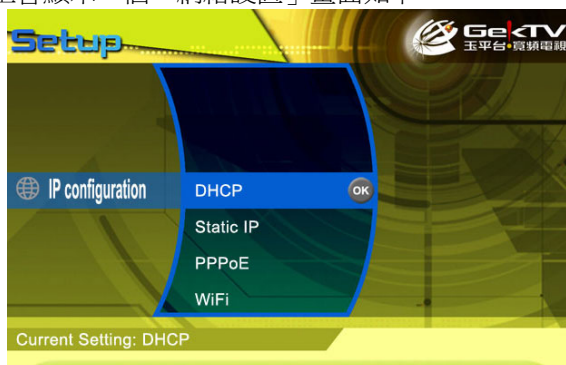 Setup
GekTV
玉平台·寬頻電視
IP configuration
DHCP
OK
Static IP
PPPoE
WiFi
Current Setting: DHCP